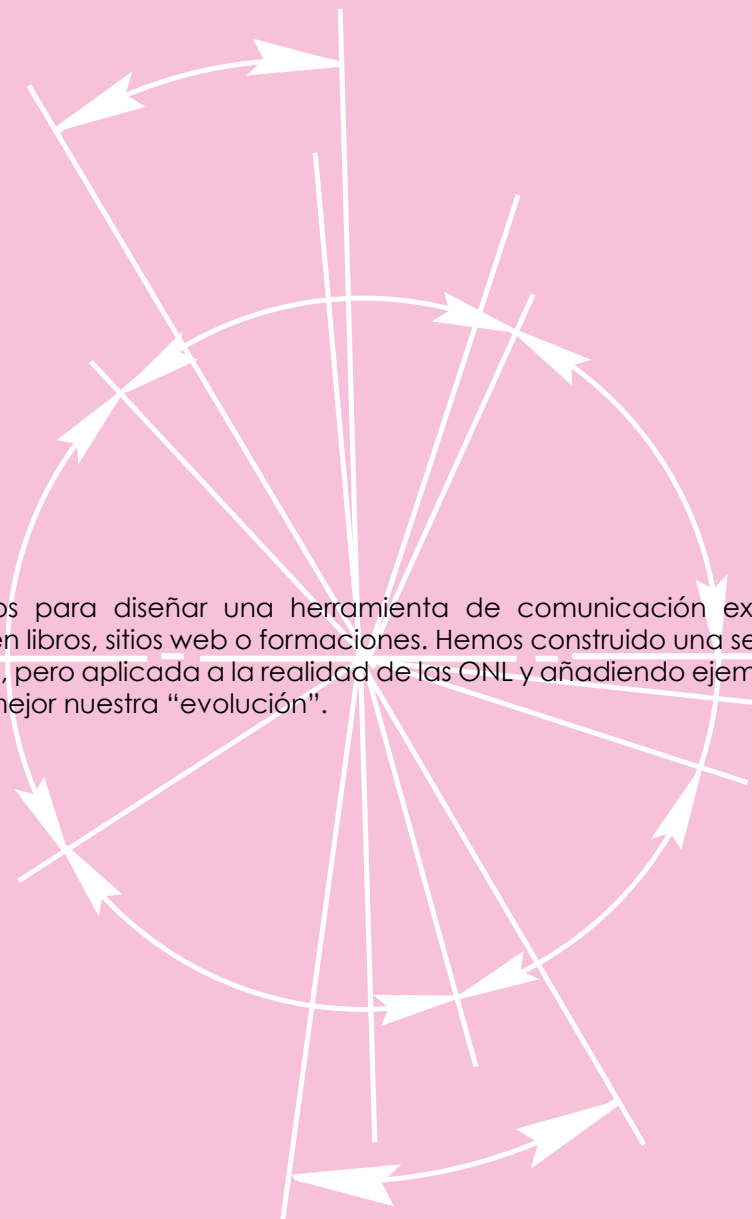 os para diseñar una herramienta de comunicación ex
en libros, sitios web o formaciones. Hemos construido una se
, pero aplicada a la realidad de las ONL y añadiendo ejem
mejor nuestra “evolución”.